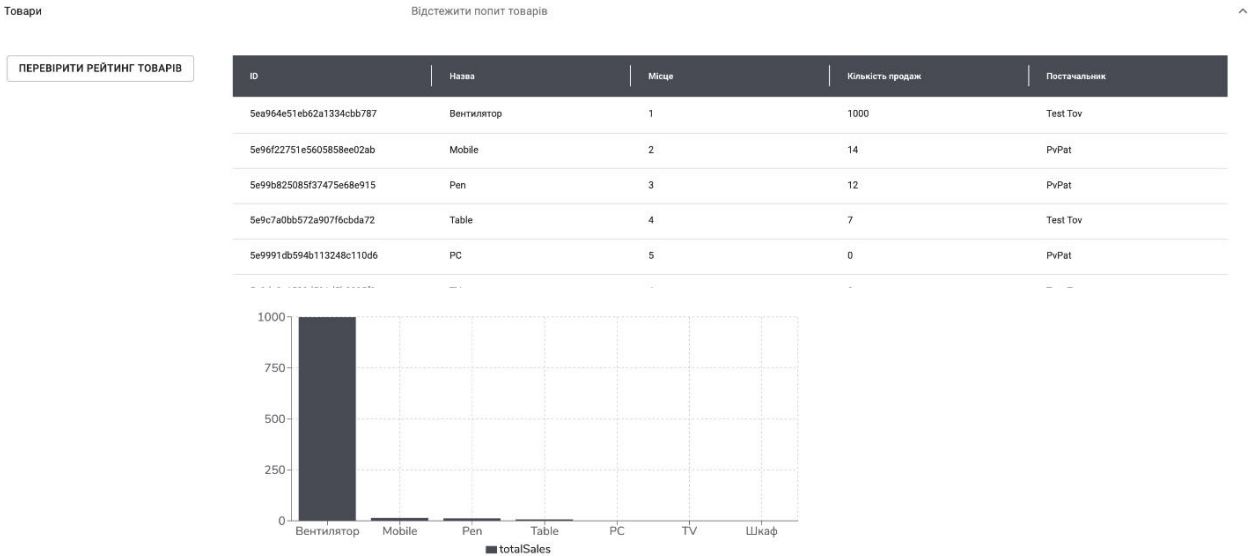 Товари Відстежити попит товарів
ПЕРЕВІРИТИ РЕЙТИНГ ТОВАРІВ
ID Назва Місце Кількість продаж Постачальник
5ea964e51eb62a1334cbb787 Вентилятор 1 1000 Test Tov
5e96f22751e5605858ee02ab Mobile 2 14 PvPat
5e99b825085f37475e68e915 Pen 3 12 PvPat
5e9c7a0bb572a907f6cbda72 Table 4 7 Test Tov
5e9991db594b113248c110d6 PC 5 0 PvPat
1000
750
500
250
0
Вентилятор Mobile Pen Table PC TV Шкаф
totalSales